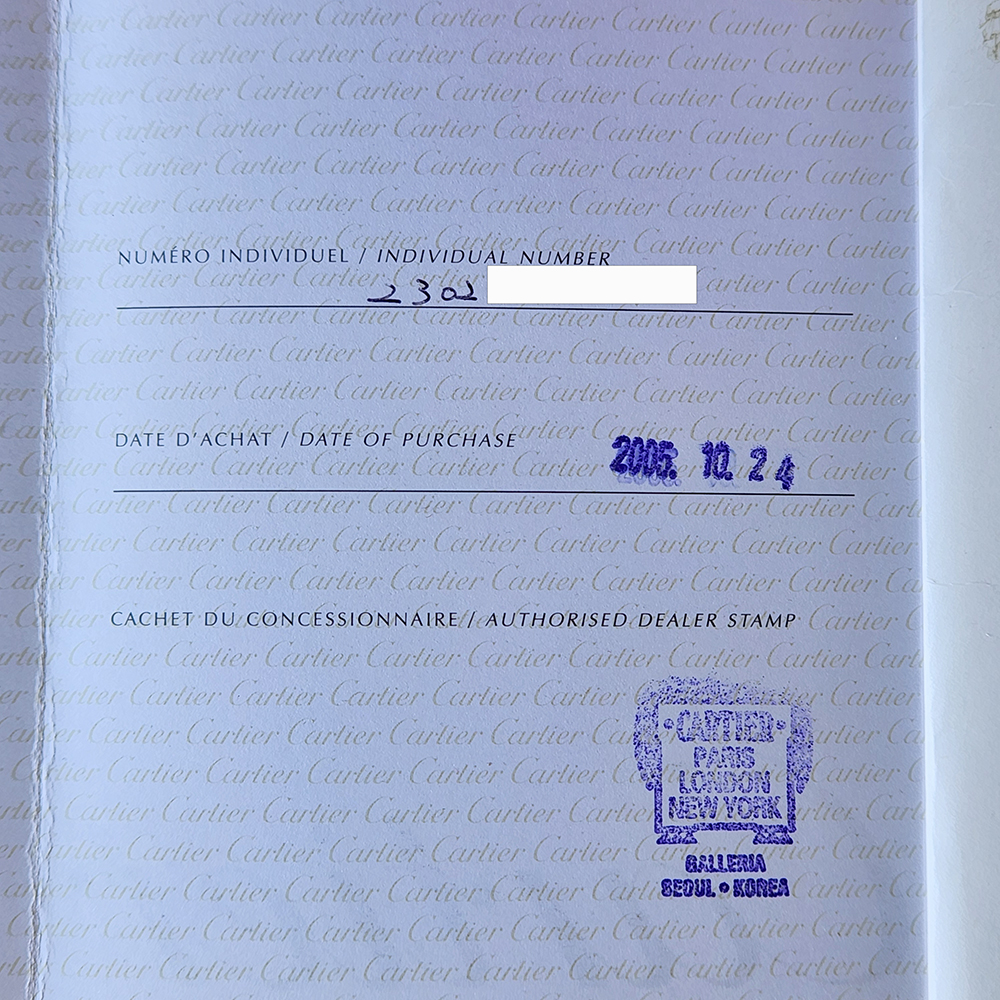 NUMÉRO INDIVIDUEL / INDIVIDUAL NUMBER
2302
DATE D'ACHAT / DATE OF PURCHASE
2005. 10. 24
CACHET DU CONCESSIONNAIRE / AUTHORISED DEALER STAMP
CARTIER
PARIS
LONDON
NEW YORK
GALLERIA
SEOUL • KOREA